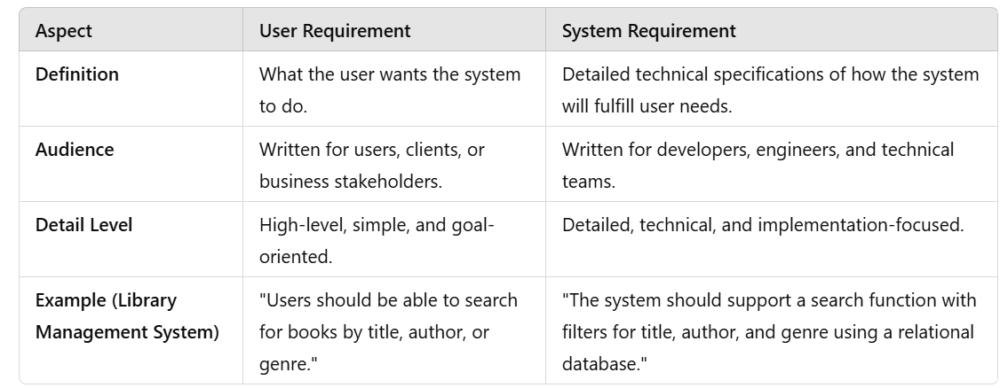 Aspect User Requirement System Requirement
Definition What the user wants the system to do. Detailed technical specifications of how the system will fulfill user needs.
Audience Written for users, clients, or business stakeholders. Written for developers, engineers, and technical teams.
Detail Level High-level, simple, and goal-oriented. Detailed, technical, and implementation-focused.
Example (Library Management System) "Users should be able to search for books by title, author, or genre." "The system should support a search function with filters for title, author, and genre using a relational database."